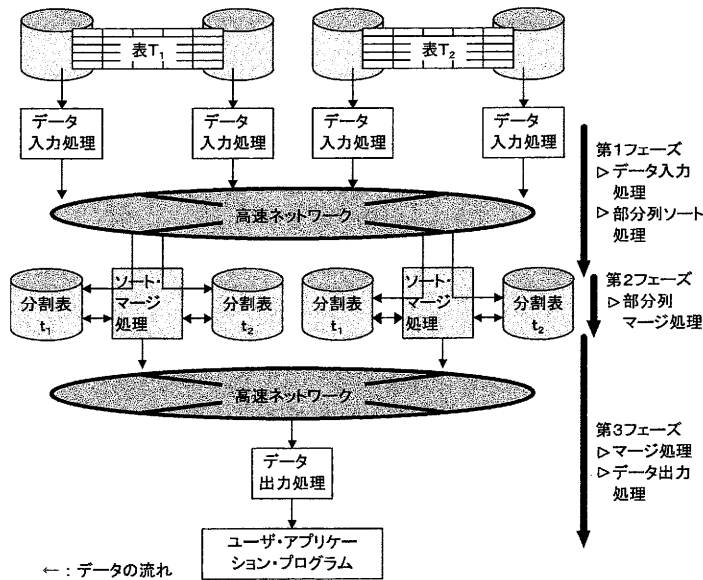 表T₁
表T₂
データ
入力処理
データ
入力処理
データ
入力処理
データ
入力処理
第1フェーズ
▷データ入力
処理
▷部分列ソート
処理
高速ネットワーク
分割表
t₁
ソート・
マージ
処理
分割表
t₂
分割表
t₁
ソート・
マージ
処理
分割表
t₂
第2フェーズ
▷部分列
マージ処理
高速ネットワーク
第3フェーズ
▷マージ処理
▷データ出力
処理
データ
出力処理
ユーザ・アプリケー
ション・プログラム
←：データの流れ